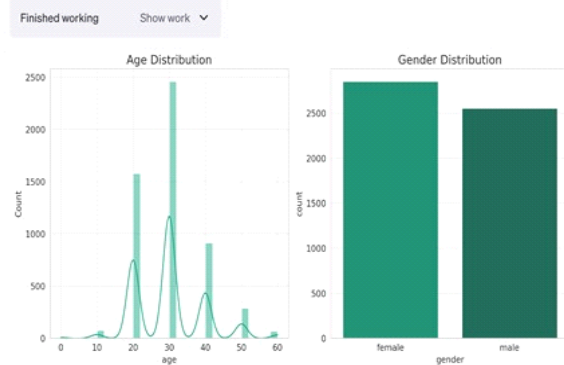 Finished working
Show work
Age Distribution
2500
2000
1500
1000
500
0
Count
0 10 20 30 40 50 60
age
Gender Distribution
2500
2000
1500
1000
500
0
count
female male
gender